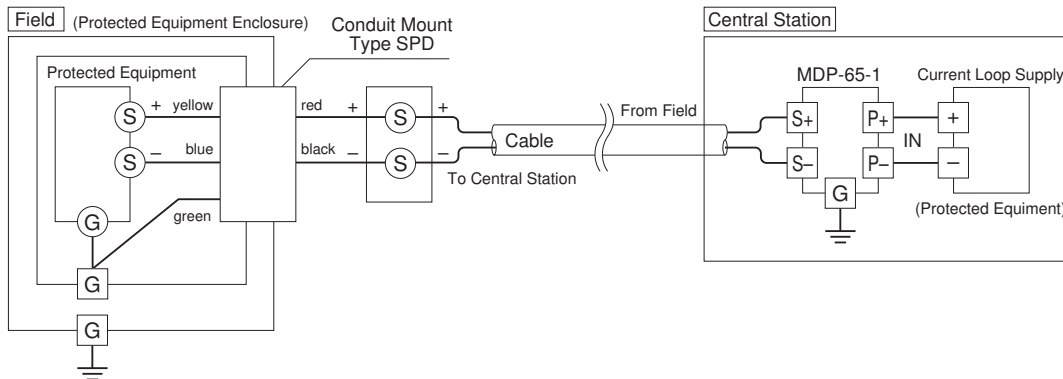 Field (Protected Equipment Enclosure)
Conduit Mount
Type SPD
Central Station
Protected Equipment
S + yellow
red + S +
S − blue
black − S −
green
G
G
G
From Field
Cable
To Central Station
MDP-65-1
Current Loop Supply
S+ P+ +
IN
S− P− −
G
(Protected Equiment)